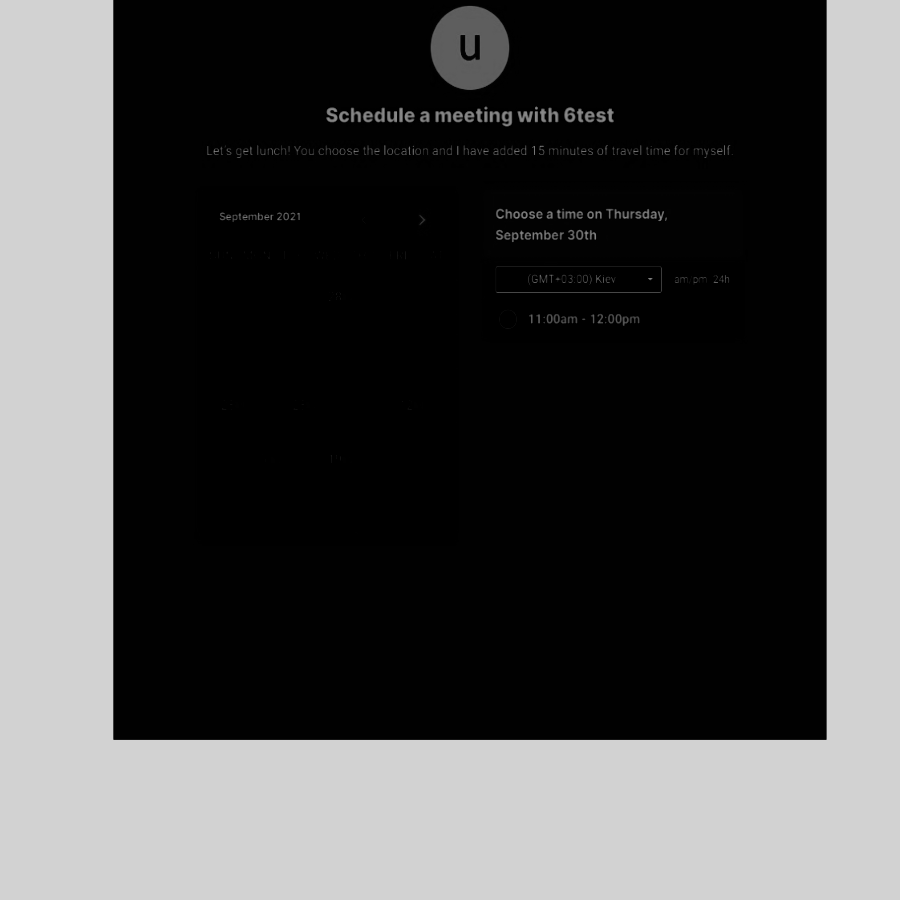 u
Schedule a meeting with 6test
Let's get lunch! You choose the location and I have added 15 minutes of travel time for myself.
September 2021
Choose a time on Thursday,
September 30th
(GMT+03:00) Kiev
am/pm 24h
11:00am - 12:00pm